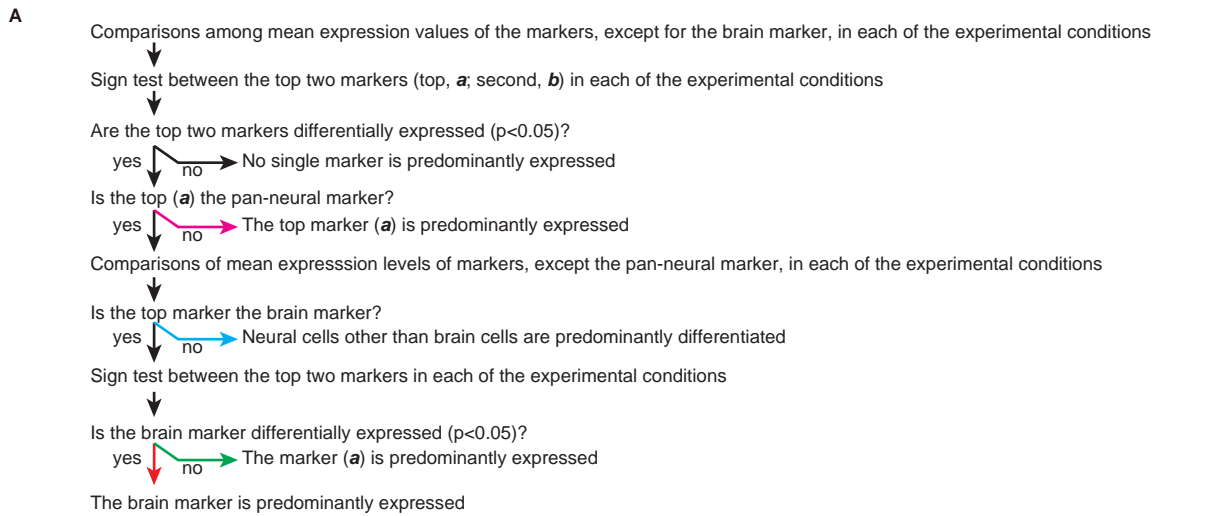 A
Comparisons among mean expression values of the markers, except for the brain marker, in each of the experimental conditions
Sign test between the top two markers (top, a; second, b) in each of the experimental conditions
Are the top two markers differentially expressed (p<0.05)?
yes no No single marker is predominantly expressed
Is the top (a) the pan-neural marker?
yes no The top marker (a) is predominantly expressed
Comparisons of mean expresssion levels of markers, except the pan-neural marker, in each of the experimental conditions
Is the top marker the brain marker?
yes no Neural cells other than brain cells are predominantly differentiated
Sign test between the top two markers in each of the experimental conditions
Is the brain marker differentially expressed (p<0.05)?
yes no The marker (a) is predominantly expressed
The brain marker is predominantly expressed